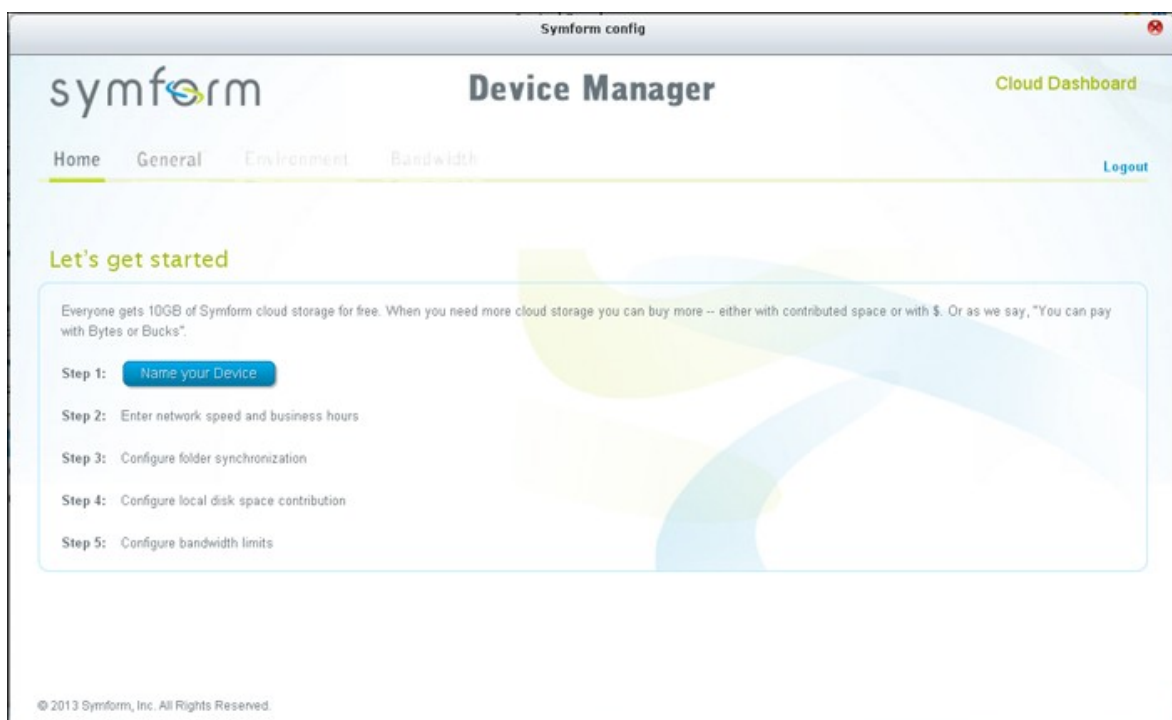 Symform config
symform
Device Manager
Cloud Dashboard
Home General Environment Bandwidth
Logout
Let's get started
Everyone gets 10GB of Symform cloud storage for free. When you need more cloud storage you can buy more -- either with contributed space or with $. Or as we say, "You can pay
with Bytes or Bucks".
Step 1: Name your Device
Step 2: Enter network speed and business hours
Step 3: Configure folder synchronization
Step 4: Configure local disk space contribution
Step 5: Configure bandwidth limits
© 2013 Symform, Inc. All Rights Reserved.